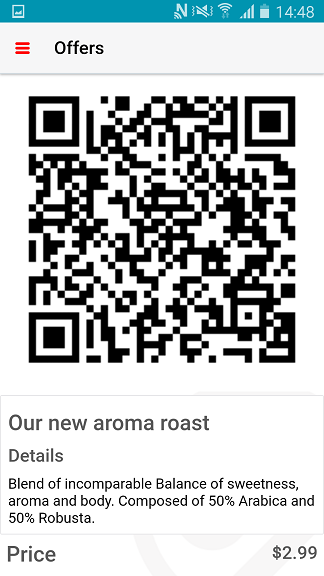 14:48
Offers
Our new aroma roast
Details
Blend of incomparable Balance of sweetness,
aroma and body. Composed of 50% Arabica and
50% Robusta.
Price $2.99